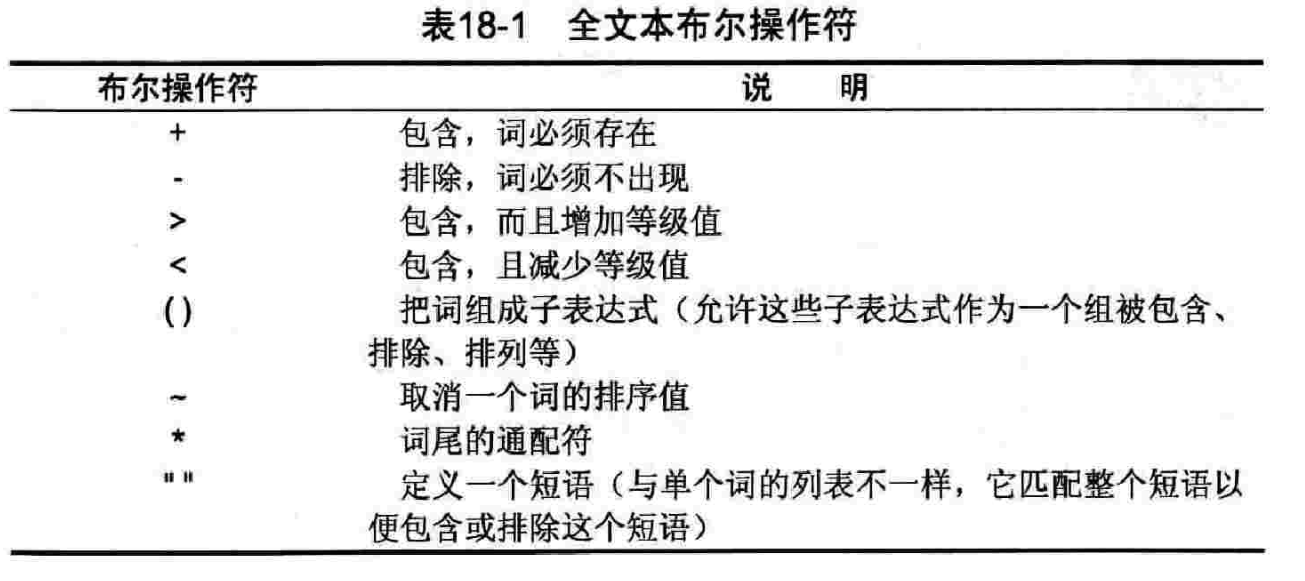 表18-1 全文本布尔操作符
布尔操作符 说 明
+ 包含，词必须存在
- 排除，词必须不出现
> 包含，而且增加等级值
< 包含，且减少等级值
() 把词组成子表达式（允许这些子表达式作为一个组被包含、
排除、排列等）
~ 取消一个词的排序值
* 词尾的通配符
"" 定义一个短语（与单个词的列表不一样，它匹配整个短语以
便包含或排除这个短语）